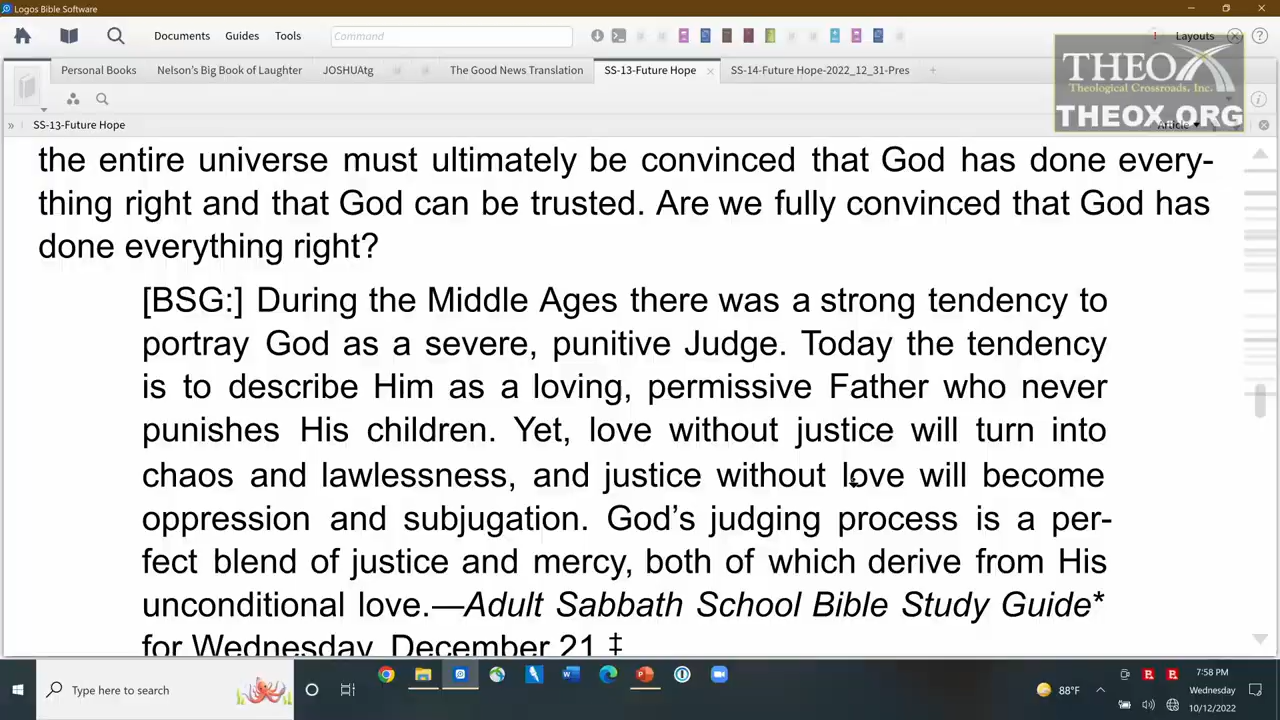 Logos Bible Software
Documents Guides Tools Command Layouts
Personal Books Nelson's Big Book of Laughter JOSHUAtg The Good News Translation SS-13-Future Hope SS-14-Future Hope-2022_12_31-Pres
THEOX
Theological Crossroads, Inc.
THEOX.ORG
SS-13-Future Hope Article
the entire universe must ultimately be convinced that God has done every-
thing right and that God can be trusted. Are we fully convinced that God has
done everything right?
[BSG:] During the Middle Ages there was a strong tendency to
portray God as a severe, punitive Judge. Today the tendency
is to describe Him as a loving, permissive Father who never
punishes His children. Yet, love without justice will turn into
chaos and lawlessness, and justice without love will become
oppression and subjugation. God's judging process is a per-
fect blend of justice and mercy, both of which derive from His
unconditional love.—Adult Sabbath School Bible Study Guide*
for Wednesday, December 21.‡
Type here to search
88°F
7:58 PM
Wednesday
10/12/2022